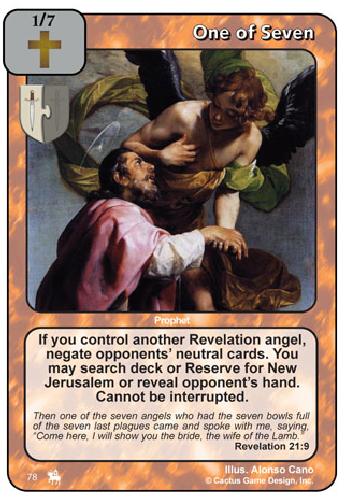 1/7
One of Seven
Prophet
If you control another Revelation angel,
negate opponents' neutral cards. You
may search deck or Reserve for New
Jerusalem or reveal opponent's hand.
Cannot be interrupted.
Then one of the seven angels who had the seven bowls full
of the seven last plagues came and spoke with me, saying,
"Come here, I will show you the bride, the wife of the Lamb."
Revelation 21:9
Illus. Alonso Cano
78
© Cactus Game Design, Inc.